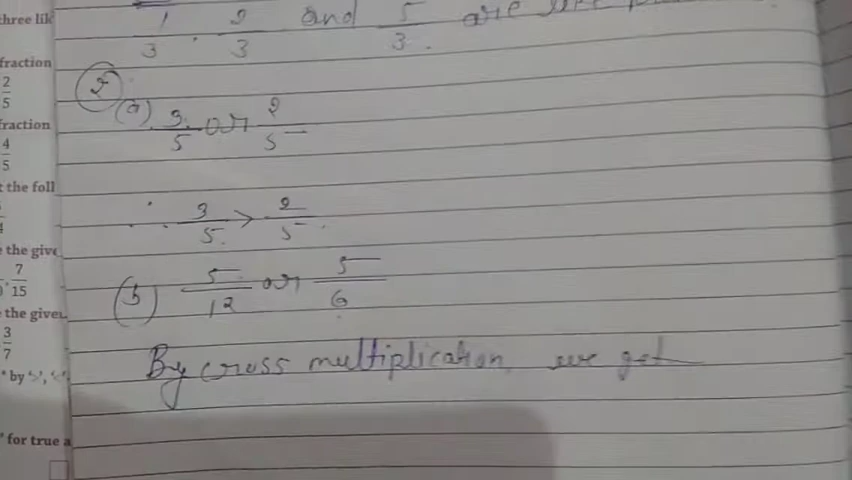 three lik
1/3 . 2/3 and 5/3 . are like
fraction
2/5
(2)
(a) 3/5 or 2/5
fraction
4/5
t the foll
∴ 3/5 > 2/5 .
e the give
7/15
(b) 5/12 or 5/6
e the given
3/7
By cross multiplication we get
" by '>', '<'
" for true a